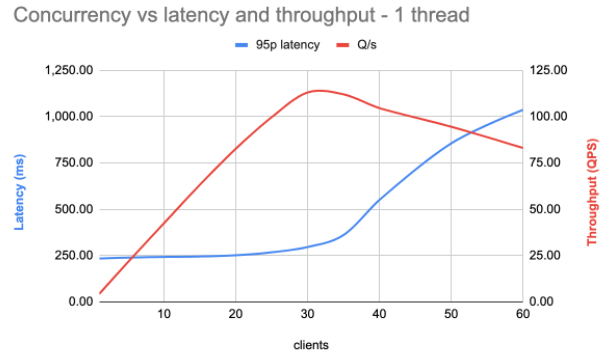 Concurrency vs latency and throughput - 1 thread
95p latency Q/s
1,250.00 125.00
1,000.00 100.00
750.00 75.00
500.00 50.00
250.00 25.00
0.00 0.00
Latency (ms)
Throughput (QPS)
10 20 30 40 50 60
clients